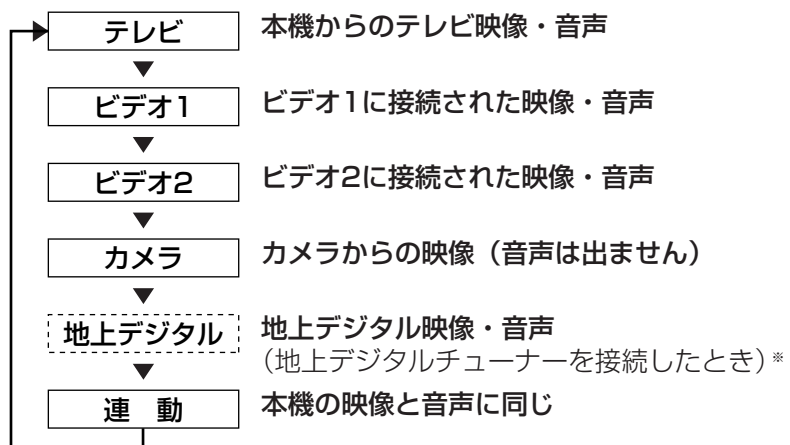 テレビ 本機からのテレビ映像・音声
ビデオ1 ビデオ1に接続された映像・音声
ビデオ2 ビデオ2に接続された映像・音声
カメラ カメラからの映像（音声は出ません）
地上デジタル 地上デジタル映像・音声
（地上デジタルチューナーを接続したとき）※
連 動 本機の映像と音声に同じ